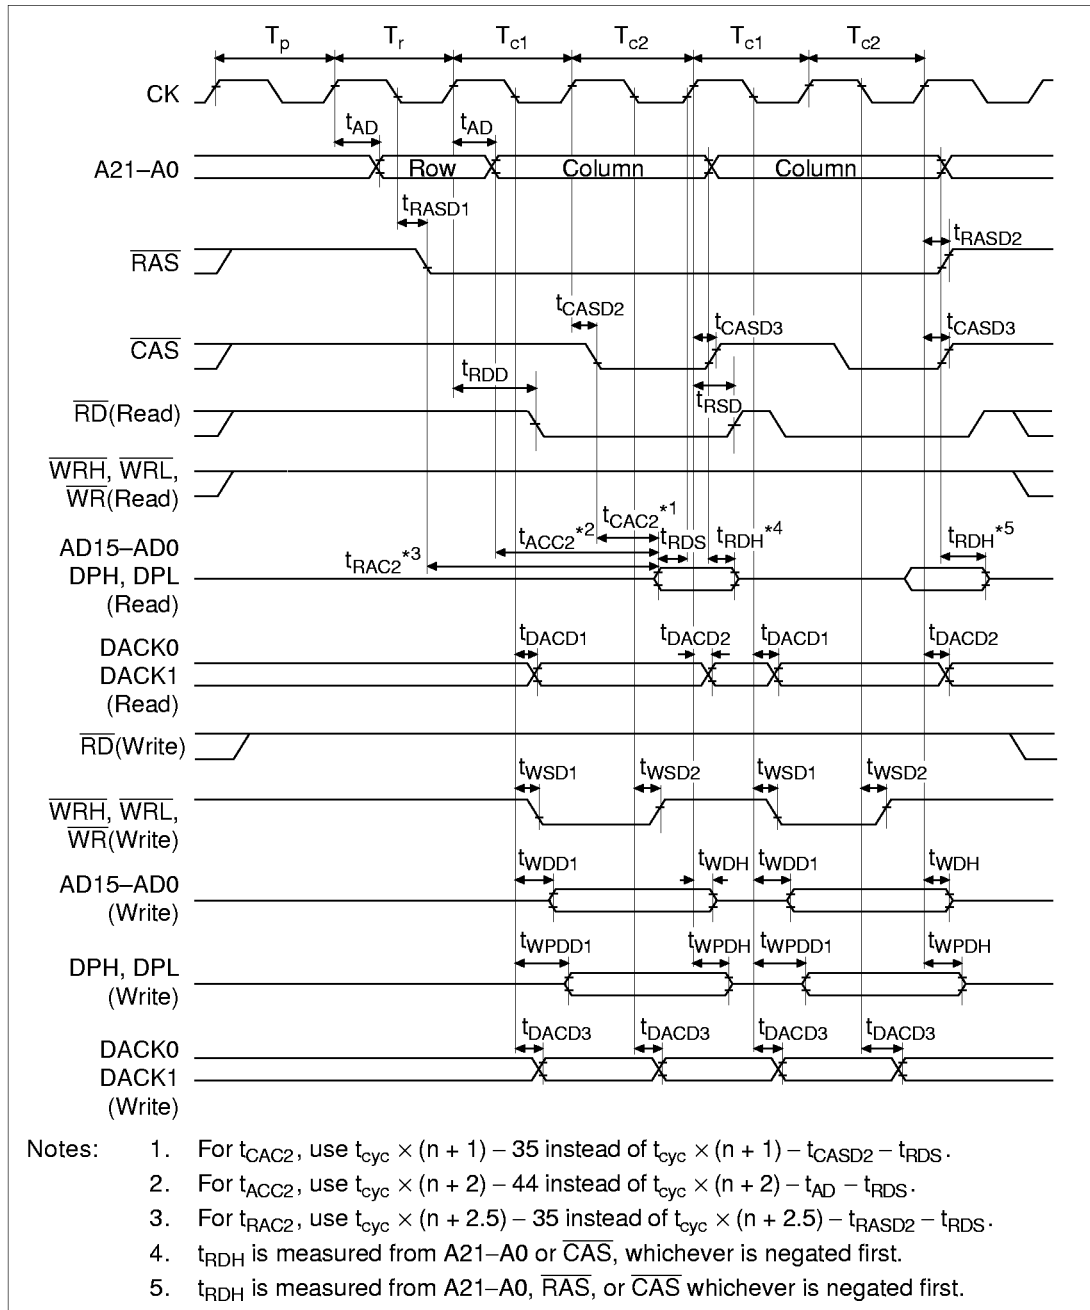 Tp Tr Tc1 Tc2 Tc1 Tc2
CK
tAD tAD
A21–A0 Row Column Column
tRASD1
tRASD2
RAS
tCASD2 tCASD3 tCASD3
CAS
tRDD
tRSD
RD(Read)
WRH, WRL,
WR(Read)
tCAC2*1
tACC2*2 tRDS tRDH*4 tRDH*5
tRAC2*3
AD15–AD0
DPH, DPL
(Read)
tDACD1 tDACD2 tDACD1 tDACD2
DACK0
DACK1
(Read)
RD(Write)
tWSD1 tWSD2 tWSD1 tWSD2
WRH, WRL,
WR(Write)
tWDD1 tWDH tWDD1 tWDH
AD15–AD0
(Write)
tWPDD1 tWPDH tWPDD1 tWPDH
DPH, DPL
(Write)
tDACD3 tDACD3 tDACD3 tDACD3
DACK0
DACK1
(Write)
Notes: 1. For tCAC2, use tcyc × (n + 1) – 35 instead of tcyc × (n + 1) – tCASD2 – tRDS.
2. For tACC2, use tcyc × (n + 2) – 44 instead of tcyc × (n + 2) – tAD – tRDS.
3. For tRAC2, use tcyc × (n + 2.5) – 35 instead of tcyc × (n + 2.5) – tRASD2 – tRDS.
4. tRDH is measured from A21–A0 or CAS, whichever is negated first.
5. tRDH is measured from A21–A0, RAS, or CAS whichever is negated first.